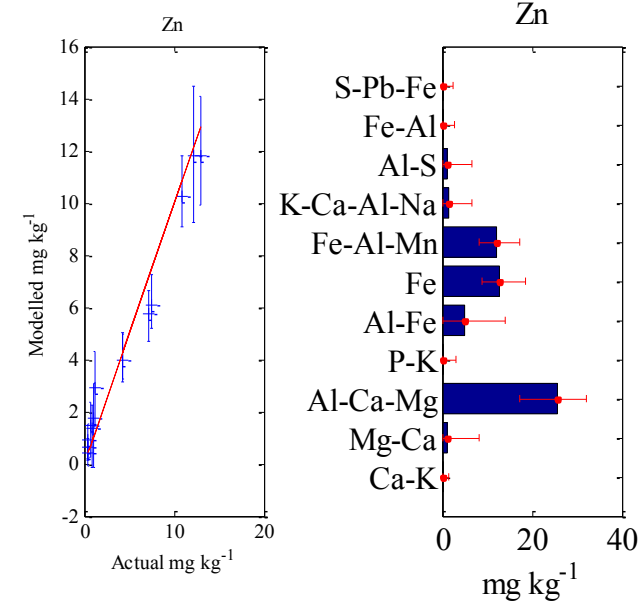 Zn
16
14
12
10
8
6
4
2
0
-2
0
10
20
Modelled mg kg⁻¹
Actual mg kg⁻¹
Zn
S-Pb-Fe
Fe-Al
Al-S
K-Ca-Al-Na
Fe-Al-Mn
Fe
Al-Fe
P-K
Al-Ca-Mg
Mg-Ca
Ca-K
0
20
40
mg kg⁻¹